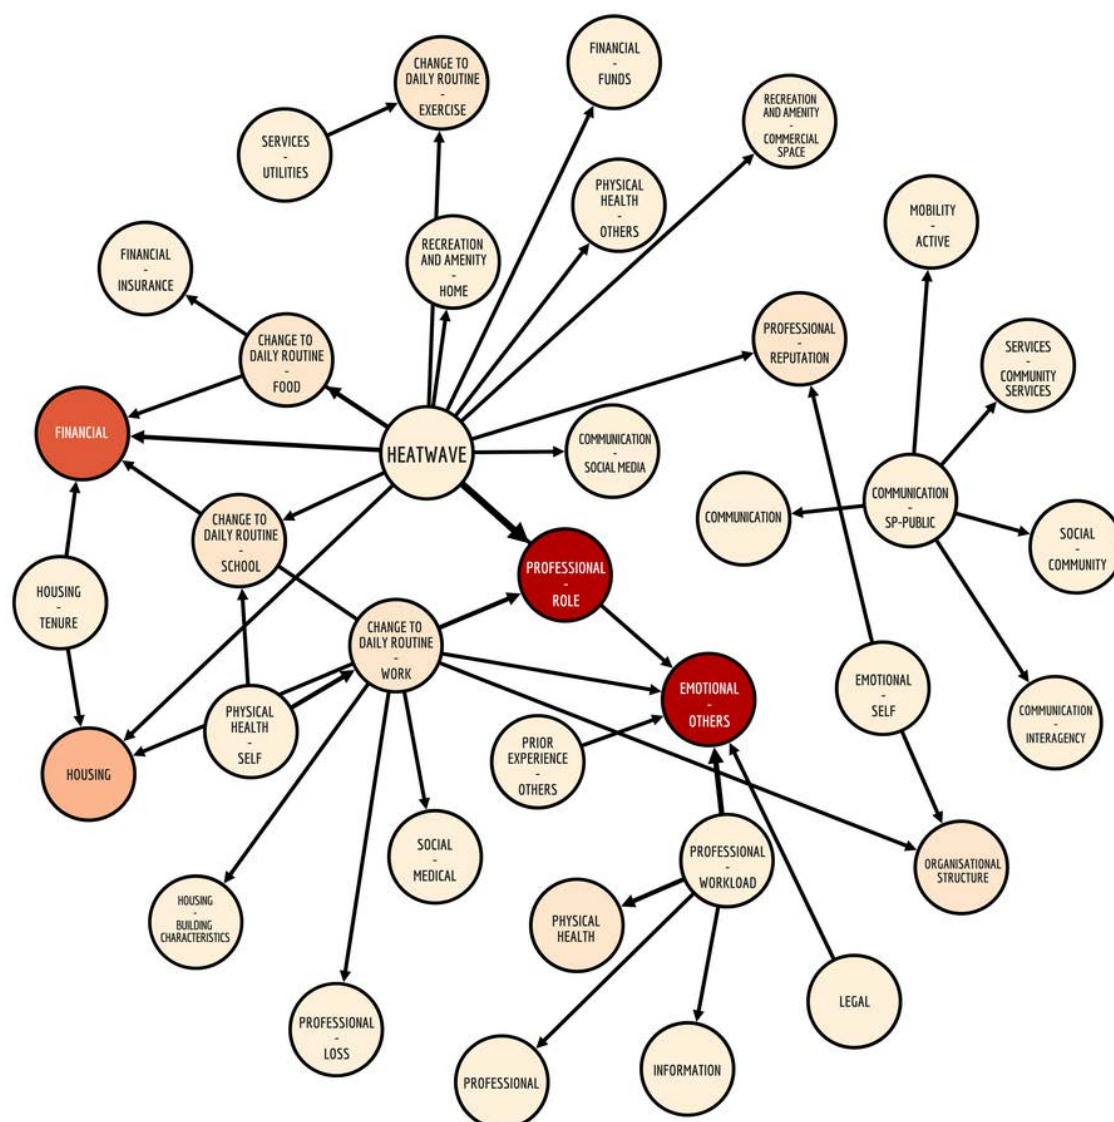 FINANCIAL
-
FUNDS
CHANGE TO
DAILY ROUTINE
-
EXERCISE
RECREATION
AND AMENITY
-
COMMERCIAL
SPACE
SERVICES
-
UTILITIES
PHYSICAL
HEALTH
-
OTHERS
MOBILITY
-
ACTIVE
FINANCIAL
-
INSURANCE
RECREATION
AND AMENITY
-
HOME
PROFESSIONAL
-
REPUTATION
CHANGE TO
DAILY ROUTINE
-
FOOD
SERVICES
-
COMMUNITY
SERVICES
FINANCIAL
HEATWAVE
COMMUNICATION
-
SOCIAL MEDIA
COMMUNICATION
-
SP-PUBLIC
COMMUNICATION
CHANGE TO
DAILY ROUTINE
-
SCHOOL
SOCIAL
-
COMMUNITY
PROFESSIONAL
-
ROLE
HOUSING
-
TENURE
CHANGE TO
DAILY ROUTINE
-
WORK
EMOTIONAL
-
OTHERS
EMOTIONAL
-
SELF
COMMUNICATION
-
INTERAGENCY
PHYSICAL
HEALTH
-
SELF
PRIOR
EXPERIENCE
-
OTHERS
HOUSING
SOCIAL
-
MEDICAL
PROFESSIONAL
-
WORKLOAD
ORGANISATIONAL
STRUCTURE
HOUSING
-
BUILDING
CHARACTERISTICS
PHYSICAL
HEALTH
LEGAL
PROFESSIONAL
-
LOSS
PROFESSIONAL
INFORMATION